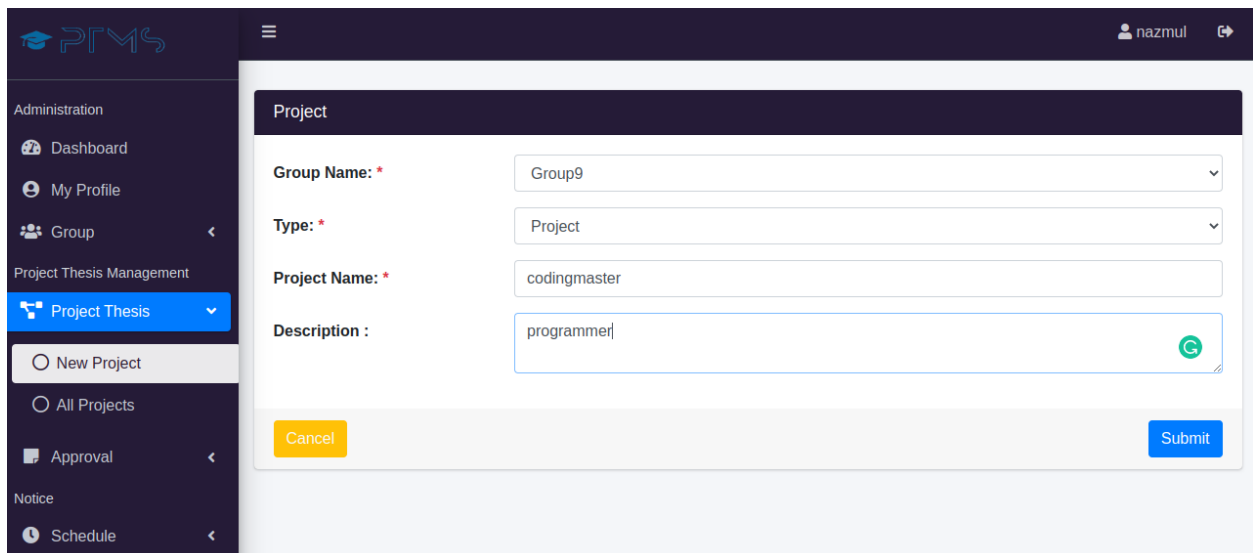 PTMS
nazmul
Administration
Dashboard
My Profile
Group
Project Thesis Management
Project Thesis
New Project
All Projects
Approval
Notice
Schedule
Project
Group Name: *
Group9
Type: *
Project
Project Name: *
codingmaster
Description :
programmer
Cancel
Submit